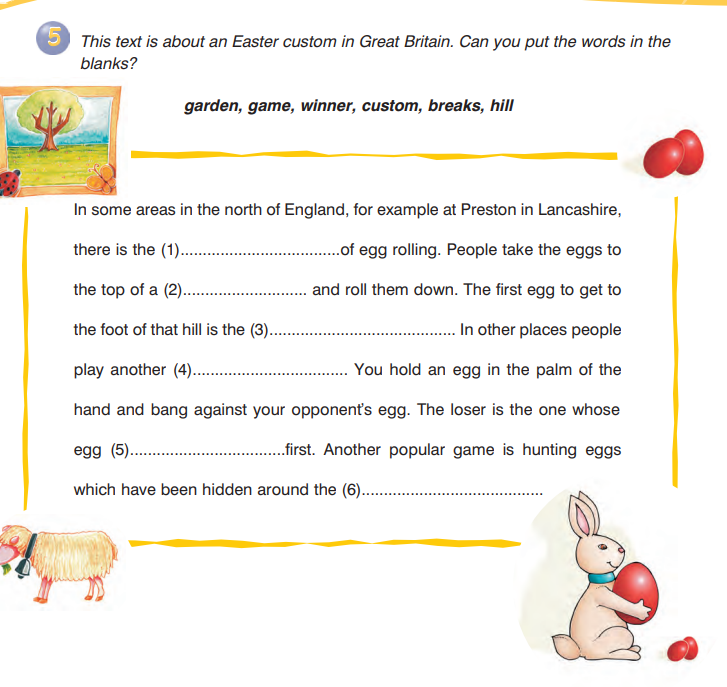 5 This text is about an Easter custom in Great Britain. Can you put the words in the
blanks?
garden, game, winner, custom, breaks, hill
In some areas in the north of England, for example at Preston in Lancashire,
there is the (1)...................................of egg rolling. People take the eggs to
the top of a (2)............................ and roll them down. The first egg to get to
the foot of that hill is the (3).......................................... In other places people
play another (4)................................... You hold an egg in the palm of the
hand and bang against your opponent's egg. The loser is the one whose
egg (5)...................................first. Another popular game is hunting eggs
which have been hidden around the (6).........................................